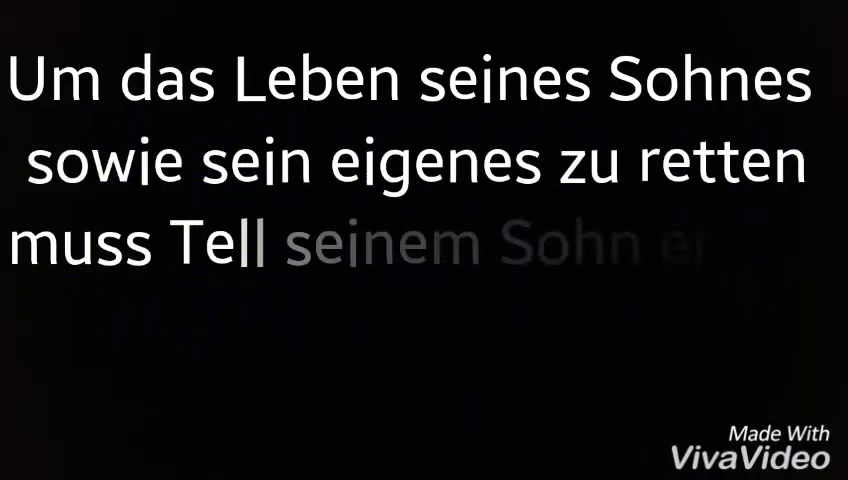 Um das Leben seines Sohnes
sowie sein eigenes zu retten
muss Tell seinem Sohn
Made With
VivaVideo